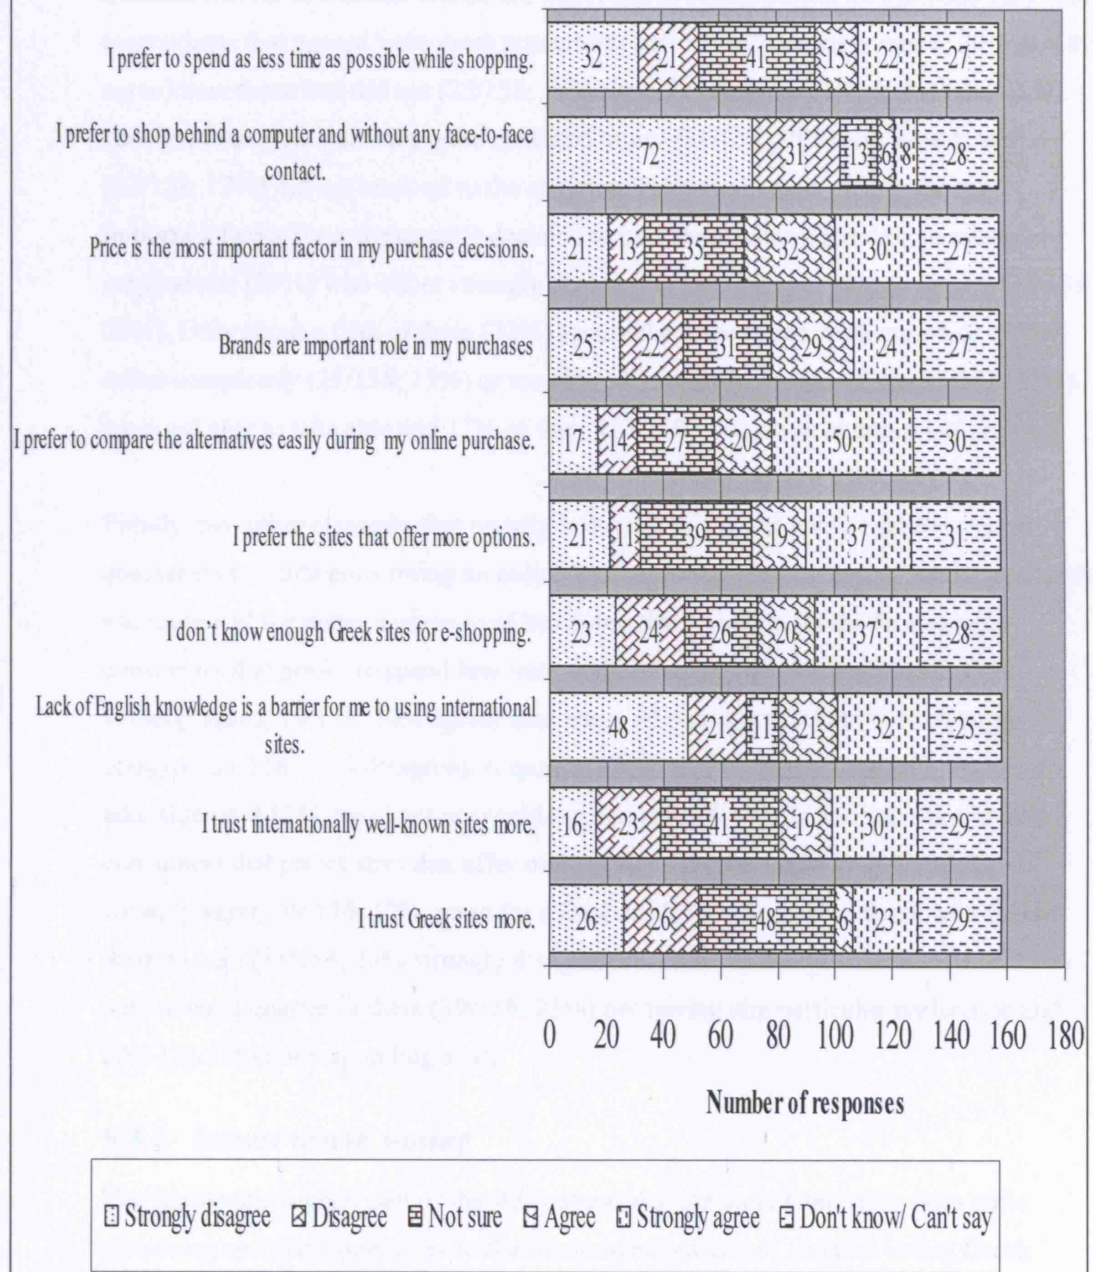 I prefer to spend as less time as possible while shopping. 32 21 41 15 22 27
I prefer to shop behind a computer and without any face-to-face
contact. 72 31 13 6 8 28
Price is the most important factor in my purchase decisions. 21 13 35 32 30 27
Brands are important role in my purchases 25 22 31 29 24 27
I prefer to compare the alternatives easily during my online purchase. 17 14 27 20 50 30
I prefer the sites that offer more options. 21 11 39 19 37 31
I don't know enough Greek sites for e-shopping. 23 24 26 20 37 28
Lack of English knowledge is a barrier for me to using international
sites. 48 21 11 21 32 25
I trust internationally well-known sites more. 16 23 41 19 30 29
I trust Greek sites more. 26 26 48 6 23 29
0 20 40 60 80 100 120 140 160 180
Number of responses
Strongly disagree Disagree Not sure Agree Strongly agree Don't know/ Can't say